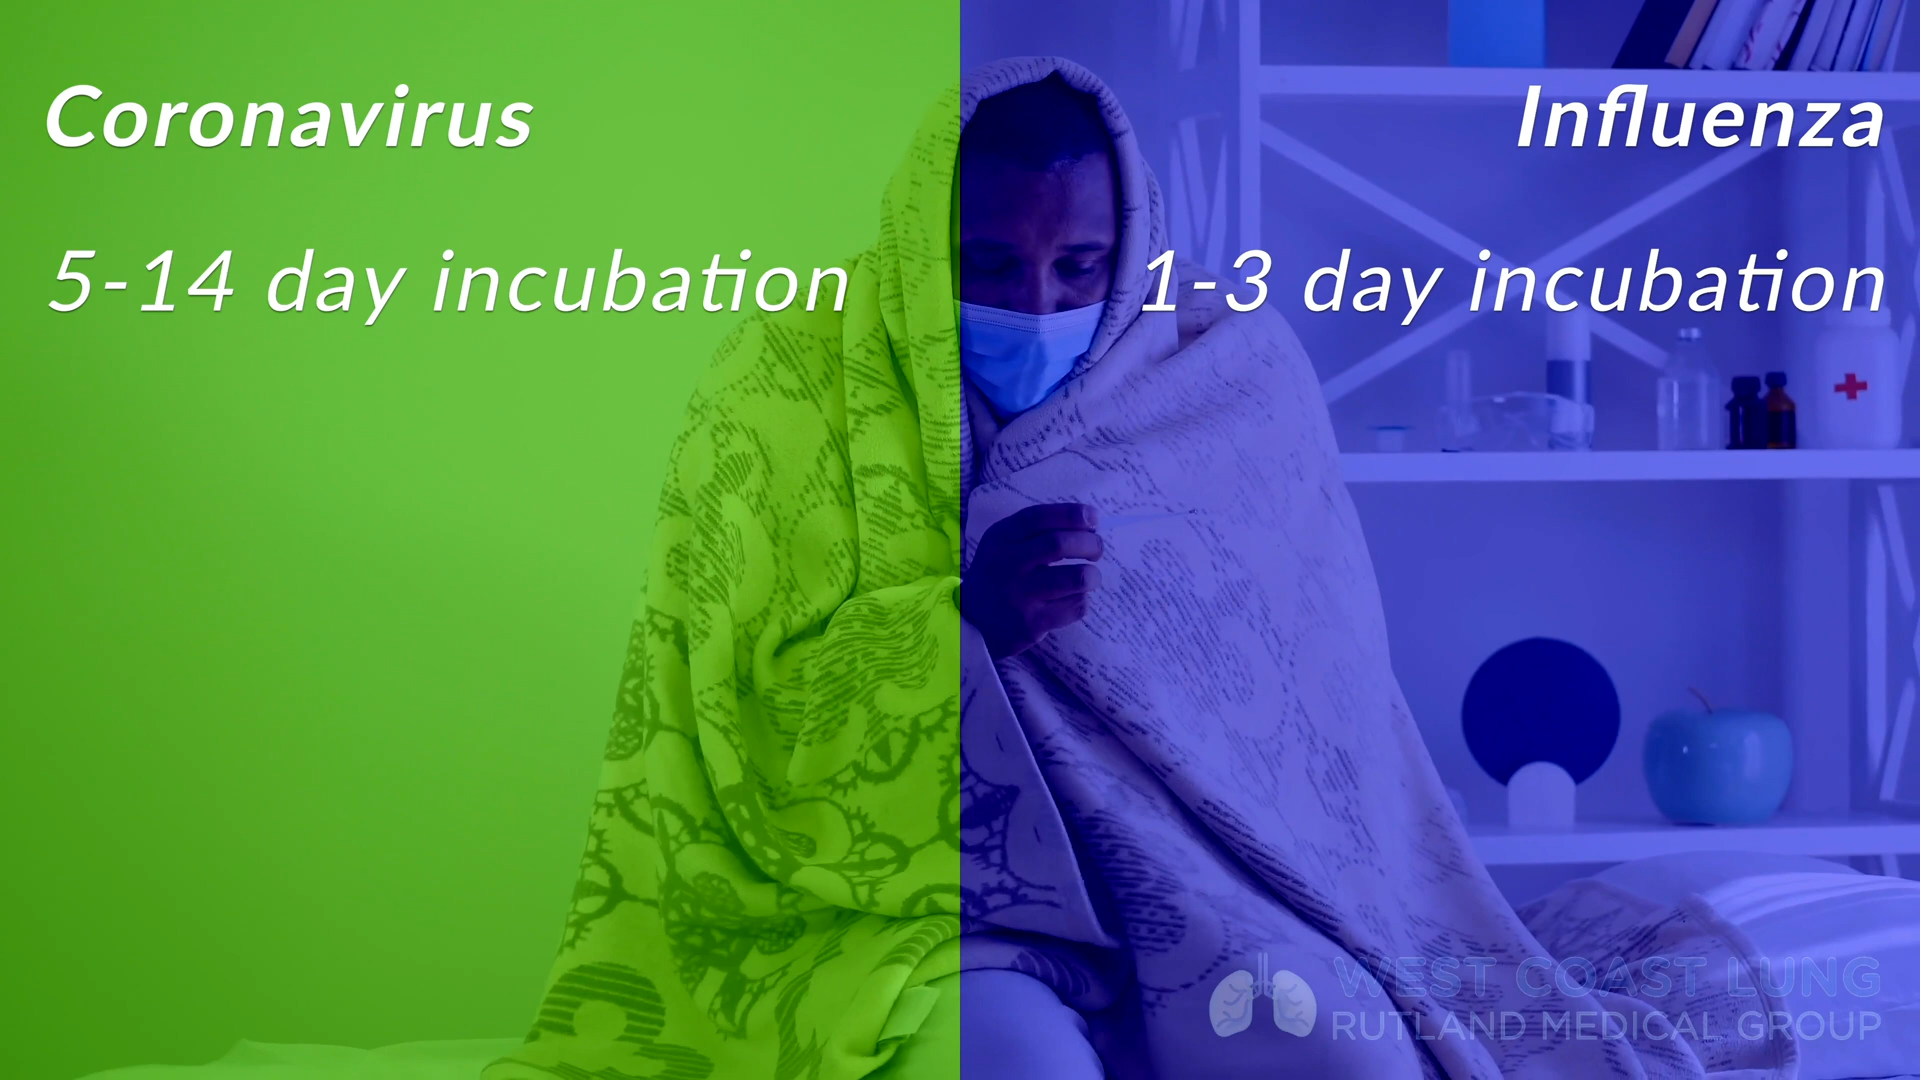 Coronavirus
5-14 day incubation
Influenza
1-3 day incubation
WEST COAST LUNG
RUTLAND MEDICAL GROUP